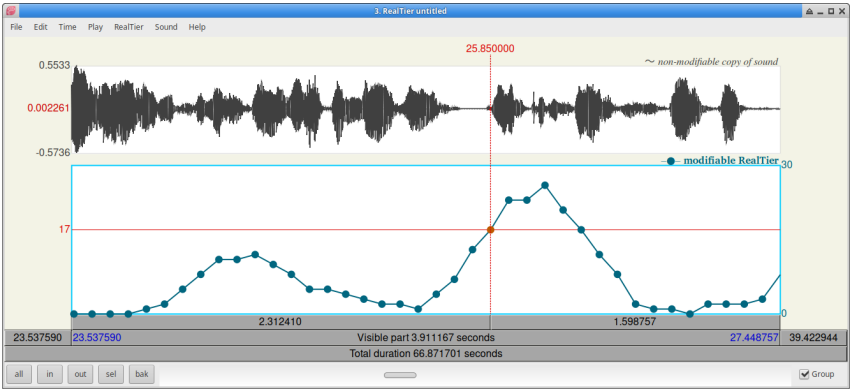 3. RealTier untitled
File Edit Time Play RealTier Sound Help
25.850000
0.5533
〜 non-modifiable copy of sound
0.002261
-0.5736
modifiable RealTier
30
17
0
2.312410 1.598757
23.537590 23.537590 Visible part 3.911167 seconds 27.448757 39.422944
Total duration 66.871701 seconds
all in out sel bak Group